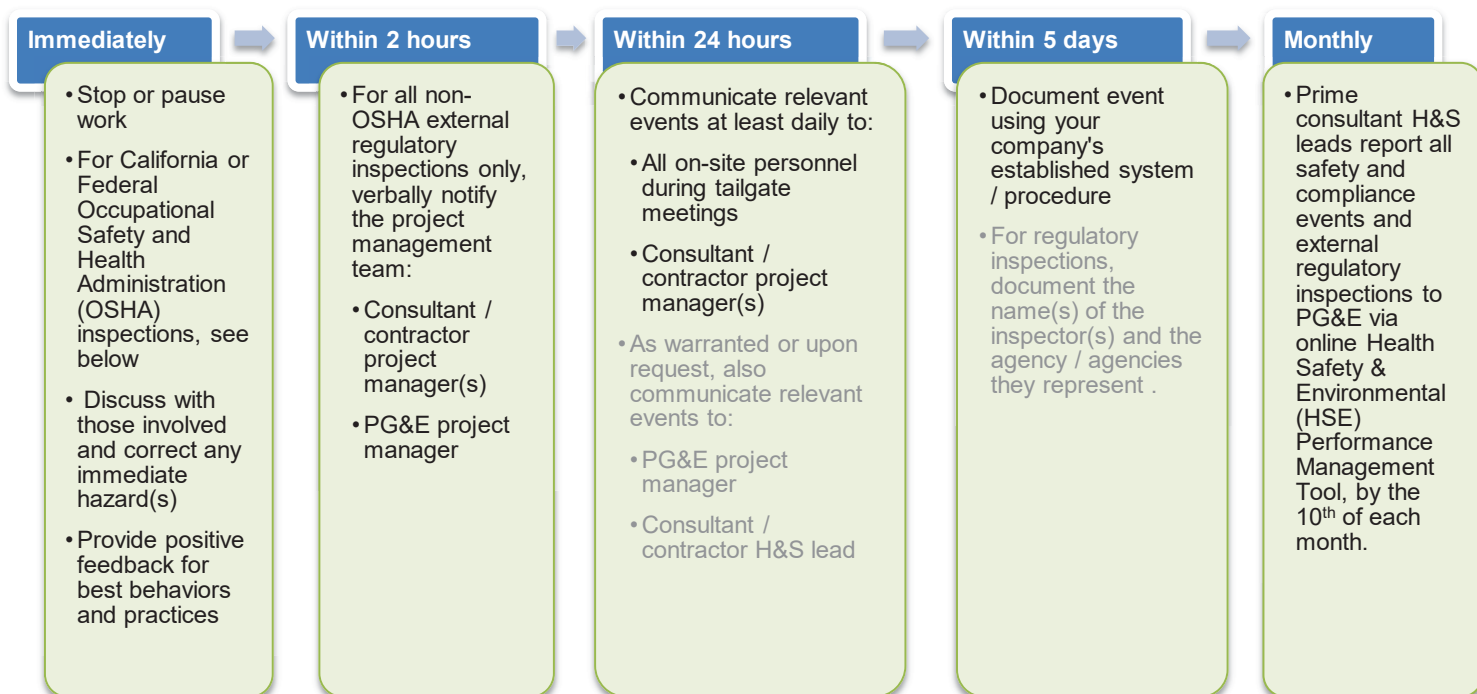 Immediately
• Stop or pause
work
• For California or
Federal
Occupational
Safety and
Health
Administration
(OSHA)
inspections, see
below
• Discuss with
those involved
and correct any
immediate
hazard(s)
• Provide positive
feedback for
best behaviors
and practices
Within 2 hours
• For all non-
OSHA external
regulatory
inspections only,
verbally notify
the project
management
team:
• Consultant /
contractor
project
manager(s)
• PG&E project
manager
Within 24 hours
• Communicate relevant
events at least daily to:
• All on-site personnel
during tailgate
meetings
• Consultant /
contractor project
manager(s)
• As warranted or upon
request, also
communicate relevant
events to:
• PG&E project
manager
• Consultant /
contractor H&S lead
Within 5 days
• Document event
using your
company's
established system
/ procedure
• For regulatory
inspections,
document the
name(s) of the
inspector(s) and the
agency / agencies
they represent .
Monthly
• Prime
consultant H&S
leads report all
safety and
compliance
events and
external
regulatory
inspections to
PG&E via
online Health
Safety &
Environmental
(HSE)
Performance
Management
Tool, by the
10th of each
month.